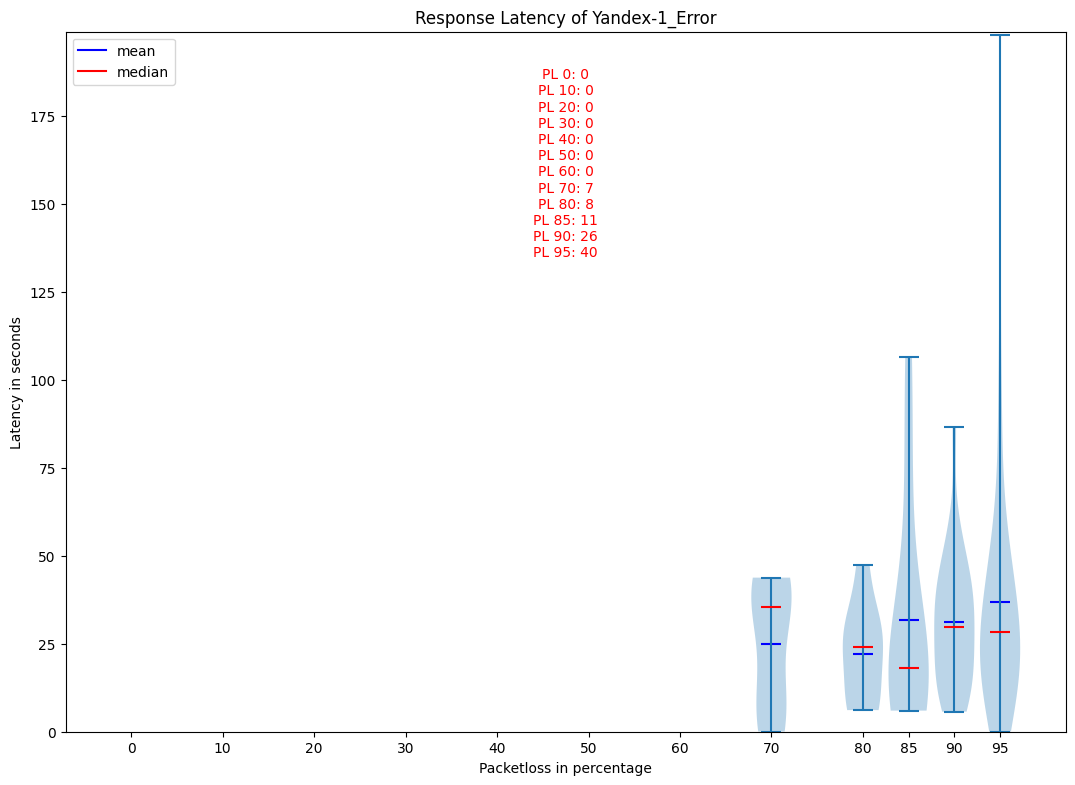 Response Latency of Yandex-1_Error
mean
median
PL 0: 0
PL 10: 0
PL 20: 0
PL 30: 0
PL 40: 0
PL 50: 0
PL 60: 0
PL 70: 7
PL 80: 8
PL 85: 11
PL 90: 26
PL 95: 40
Latency in seconds
175
150
125
100
75
50
25
0
0 10 20 30 40 50 60 70 80 85 90 95
Packetloss in percentage